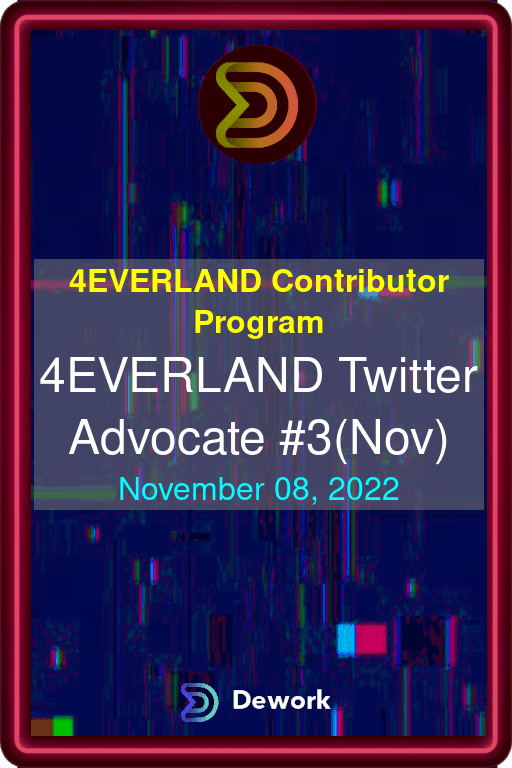 4EVERLAND Contributor
Program
4EVERLAND Twitter
Advocate #3(Nov)
November 08, 2022
Dework